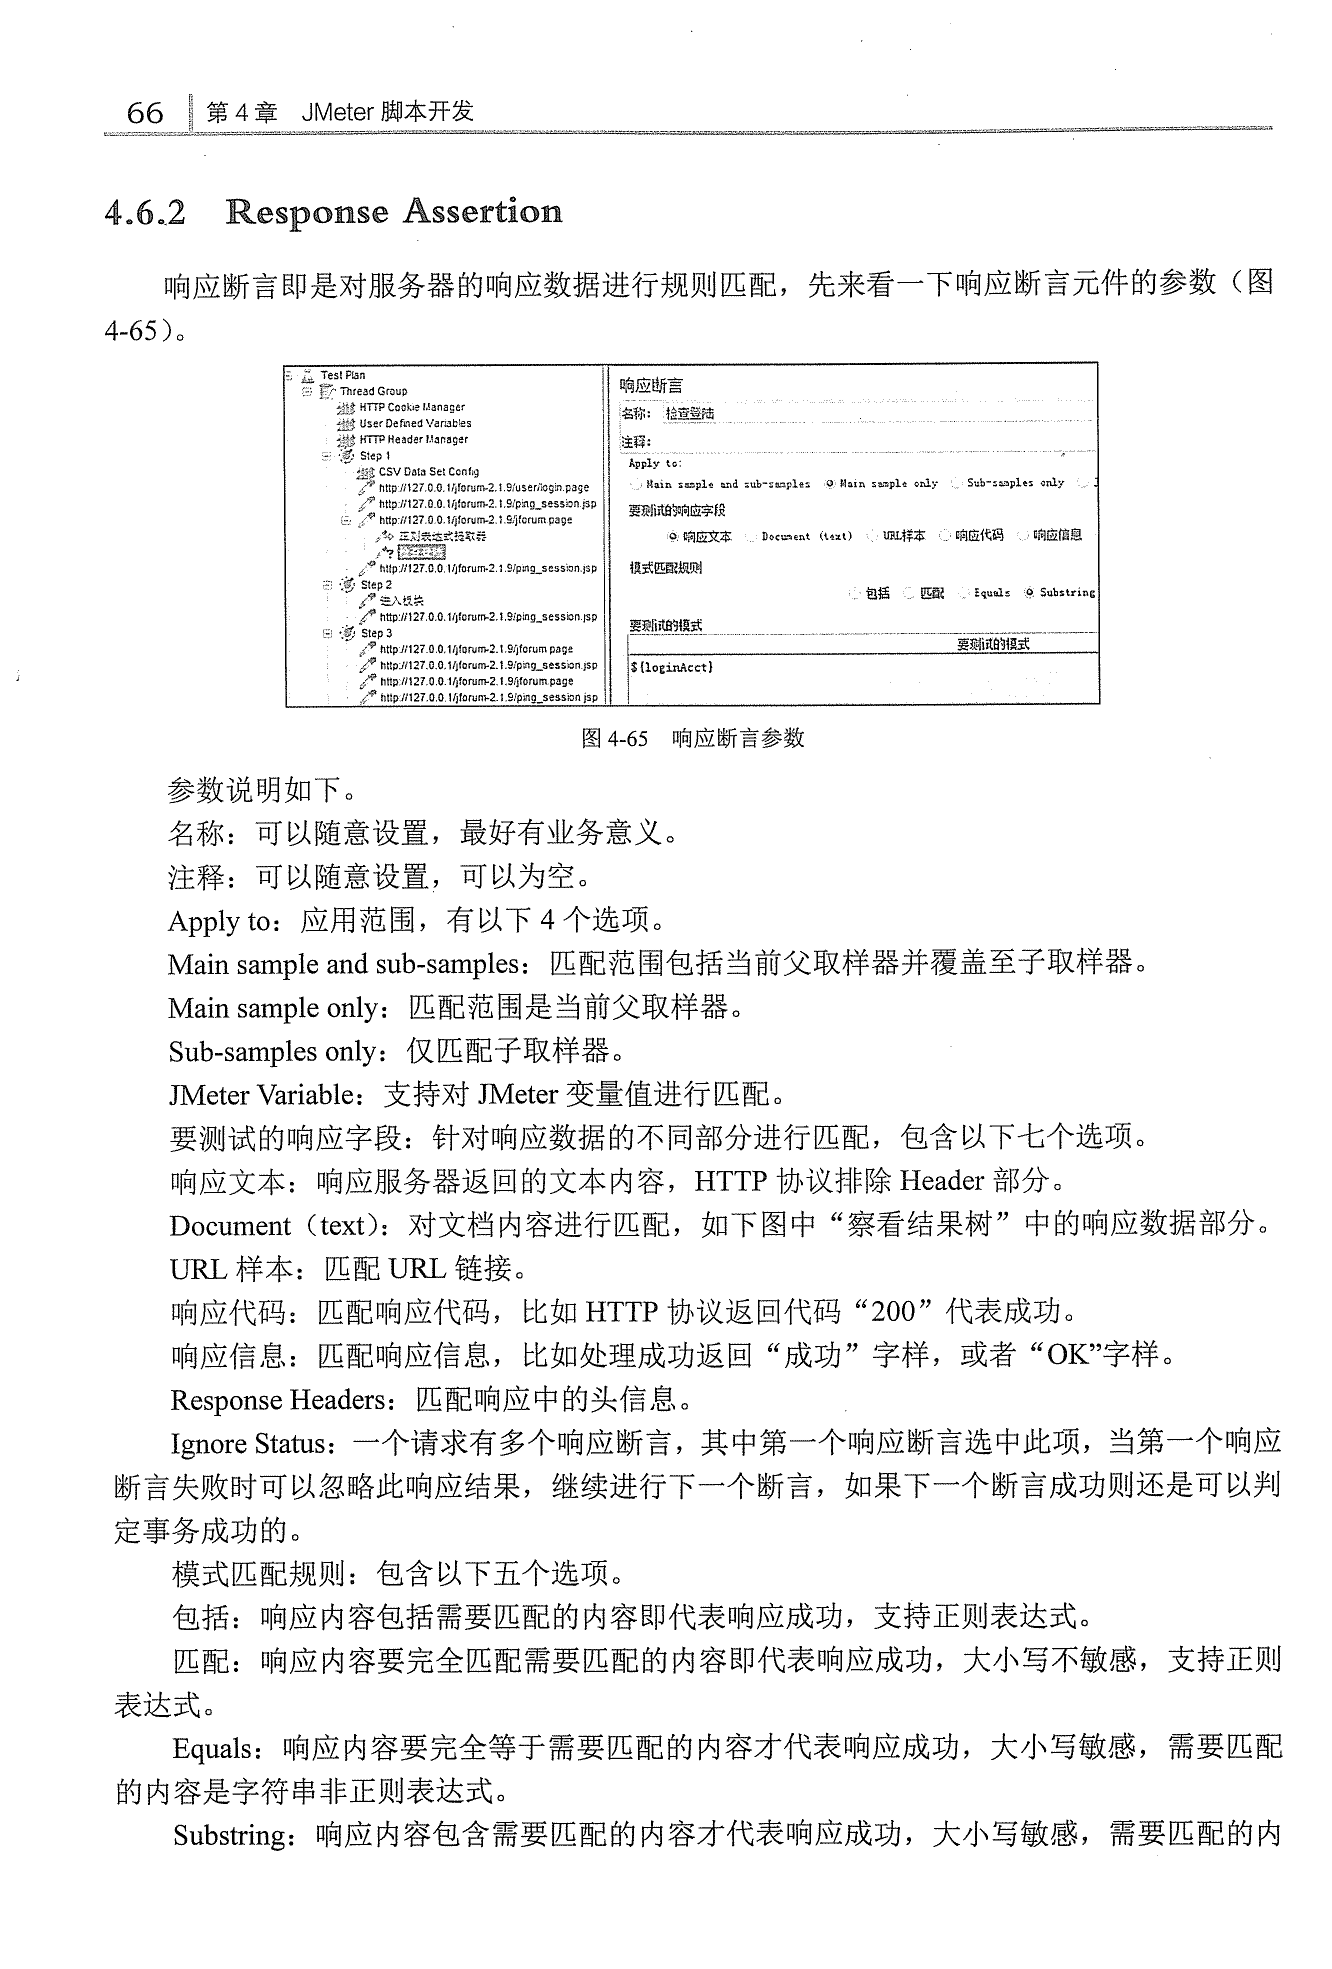 66 第 4 章 JMeter 脚本开发
4.6.2 Response Assertion
响应断言即是对服务器的响应数据进行规则匹配，先来看一下响应断言元件的参数（图
4-65）。
Test Plan
Thread Group
HTTP Cookie Manager
User Defined Variables
HTTP Header Manager
Step 1
CSV Data Set Config
http://127.0.0.1/jforum-2.1.9/user/login.page
http://127.0.0.1/jforum-2.1.9/ping_session.jsp
http://127.0.0.1/jforum-2.1.9/jforum.page
正则表达式提取器
http://127.0.0.1/jforum-2.1.9/ping_session.jsp
Step 2
进入板块
http://127.0.0.1/jforum-2.1.9/ping_session.jsp
Step 3
http://127.0.0.1/jforum-2.1.9/jforum.page
http://127.0.0.1/jforum-2.1.9/ping_session.jsp
http://127.0.0.1/jforum-2.1.9/jforum.page
http://127.0.0.1/jforum-2.1.9/ping_session.jsp
响应断言
名称： 检查登陆
注释：
Apply to:
Main sample and sub-samples Main sample only Sub-samples only
要测试的响应字段
响应文本 Document (text) URL样本 响应代码 响应信息
模式匹配规则
包括 匹配 Equals Substring
要测试的模式
要测试的模式
${loginAcct}
图 4-65 响应断言参数
参数说明如下。
名称：可以随意设置，最好有业务意义。
注释：可以随意设置，可以为空。
Apply to：应用范围，有以下 4 个选项。
Main sample and sub-samples：匹配范围包括当前父取样器并覆盖至子取样器。
Main sample only：匹配范围是当前父取样器。
Sub-samples only：仅匹配子取样器。
JMeter Variable：支持对 JMeter 变量值进行匹配。
要测试的响应字段：针对响应数据的不同部分进行匹配，包含以下七个选项。
响应文本：响应服务器返回的文本内容，HTTP 协议排除 Header 部分。
Document（text）：对文档内容进行匹配，如下图中“察看结果树”中的响应数据部分。
URL 样本：匹配 URL 链接。
响应代码：匹配响应代码，比如 HTTP 协议返回代码“200”代表成功。
响应信息：匹配响应信息，比如处理成功返回“成功”字样，或者“OK”字样。
Response Headers：匹配响应中的头信息。
Ignore Status：一个请求有多个响应断言，其中第一个响应断言选中此项，当第一个响应
断言失败时可以忽略此响应结果，继续进行下一个断言，如果下一个断言成功则还是可以判
定事务成功的。
模式匹配规则：包含以下五个选项。
包括：响应内容包括需要匹配的内容即代表响应成功，支持正则表达式。
匹配：响应内容要完全匹配需要匹配的内容即代表响应成功，大小写不敏感，支持正则
表达式。
Equals：响应内容要完全等于需要匹配的内容才代表响应成功，大小写敏感，需要匹配
的内容是字符串非正则表达式。
Substring：响应内容包含需要匹配的内容才代表响应成功，大小写敏感，需要匹配的内